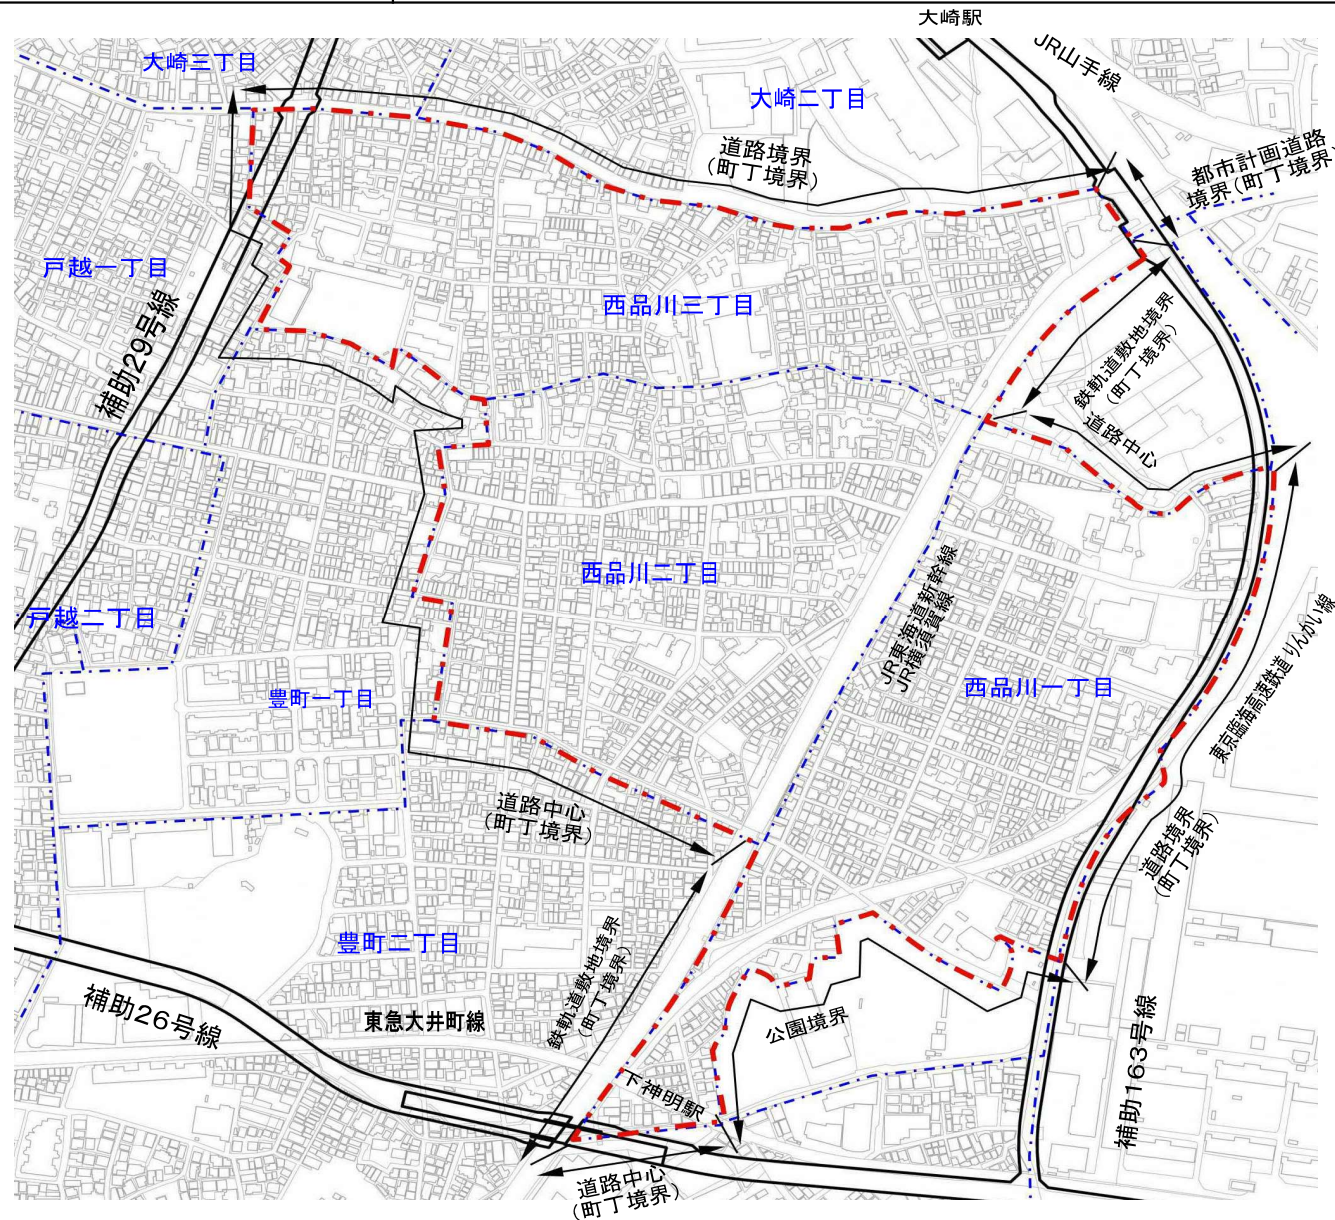 大崎駅
JR山手線
大崎三丁目
大崎二丁目
道路境界
(町丁境界)
都市計画道路
境界(町丁境界)
戸越一丁目
補助29号線
西品川三丁目
鉄軌道敷地境界
(町丁境界)
道路中心
西品川二丁目
JR東海道新幹線
JR横須賀線
戸越二丁目
豊町一丁目
西品川一丁目
東京臨海高速鉄道 りんかい線
道路中心
(町丁境界)
道路境界
(町丁境界)
豊町二丁目
鉄軌道敷地境界
(町丁境界)
補助26号線
東急大井町線
公園境界
下神明駅
補助163号線
道路中心
(町丁境界)